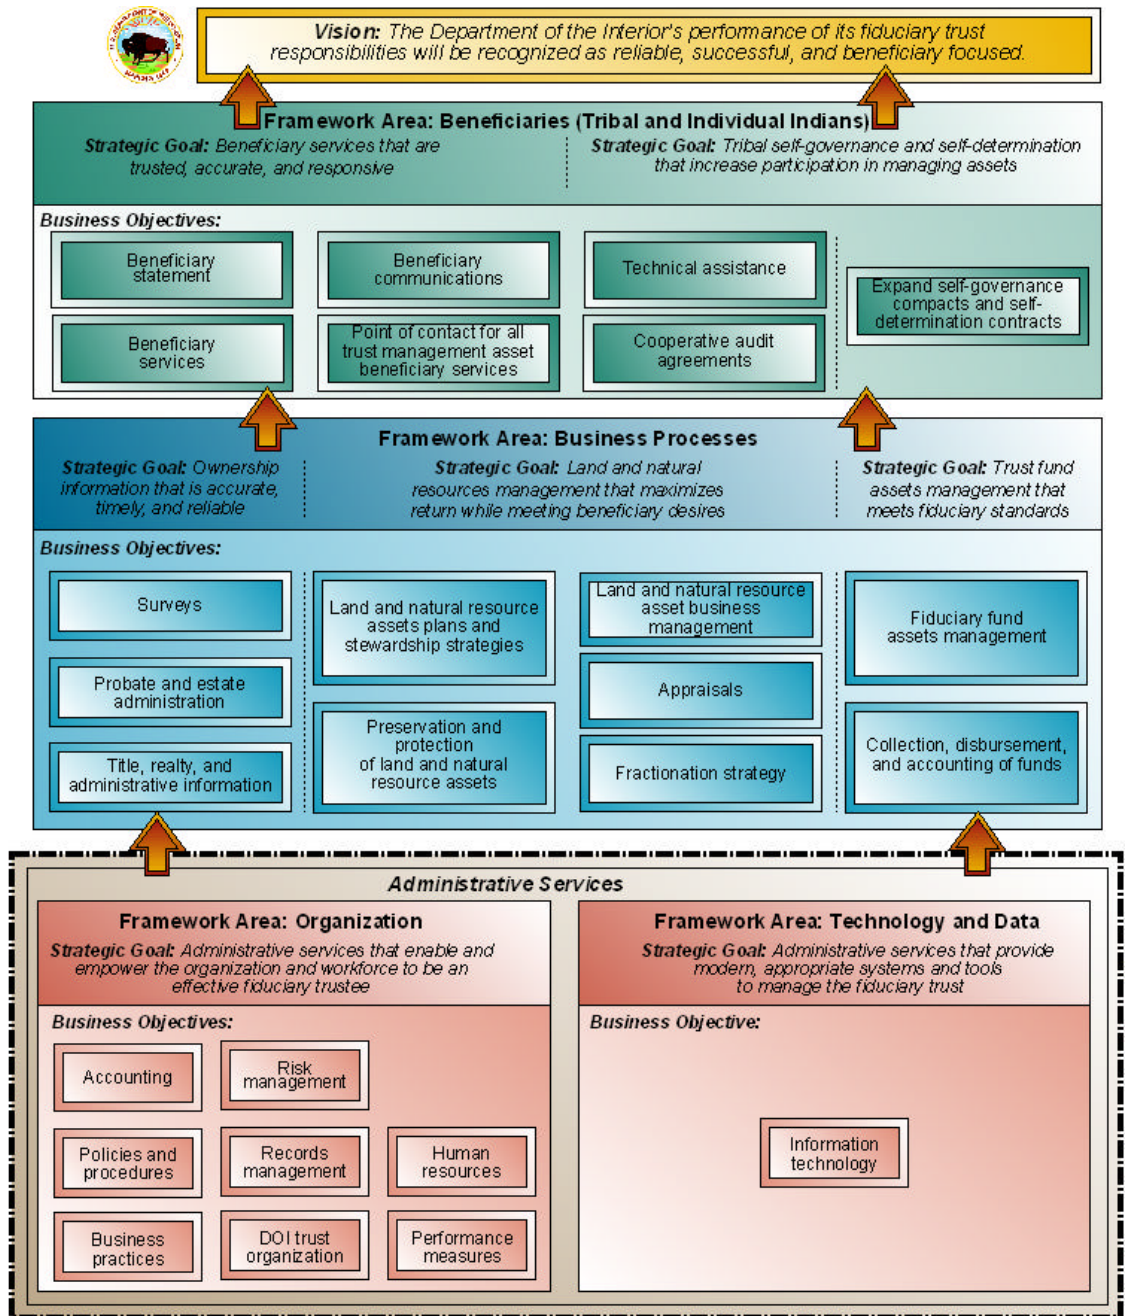 Vision: The Department of the Interior's performance of its fiduciary trust
responsibilities will be recognized as reliable, successful, and beneficiary focused.
Framework Area: Beneficiaries (Tribal and Individual Indians)
Strategic Goal: Beneficiary services that are
trusted, accurate, and responsive
Strategic Goal: Tribal self-governance and self-determination
that increase participation in managing assets
Business Objectives:
Beneficiary
statement
Beneficiary
communications
Technical assistance
Expand self-governance
compacts and self-
determination contracts
Beneficiary
services
Point of contact for all
trust management asset
beneficiary services
Cooperative audit
agreements
Framework Area: Business Processes
Strategic Goal: Ownership
information that is accurate,
timely, and reliable
Strategic Goal: Land and natural
resources management that maximizes
return while meeting beneficiary desires
Strategic Goal: Trust fund
assets management that
meets fiduciary standards
Business Objectives:
Surveys
Probate and estate
administration
Title, realty, and
administrative information
Land and natural resource
assets plans and
stewardship strategies
Preservation and
protection
of land and natural
resource assets
Land and natural resource
asset business
management
Appraisals
Fractionation strategy
Fiduciary fund
assets management
Collection, disbursement,
and accounting of funds
Administrative Services
Framework Area: Organization
Strategic Goal: Administrative services that enable and
empower the organization and workforce to be an
effective fiduciary trustee
Business Objectives:
Accounting
Risk
management
Policies and
procedures
Records
management
Human
resources
Business
practices
DOI trust
organization
Performance
measures
Framework Area: Technology and Data
Strategic Goal: Administrative services that provide
modern, appropriate systems and tools
to manage the fiduciary trust
Business Objective:
Information
technology